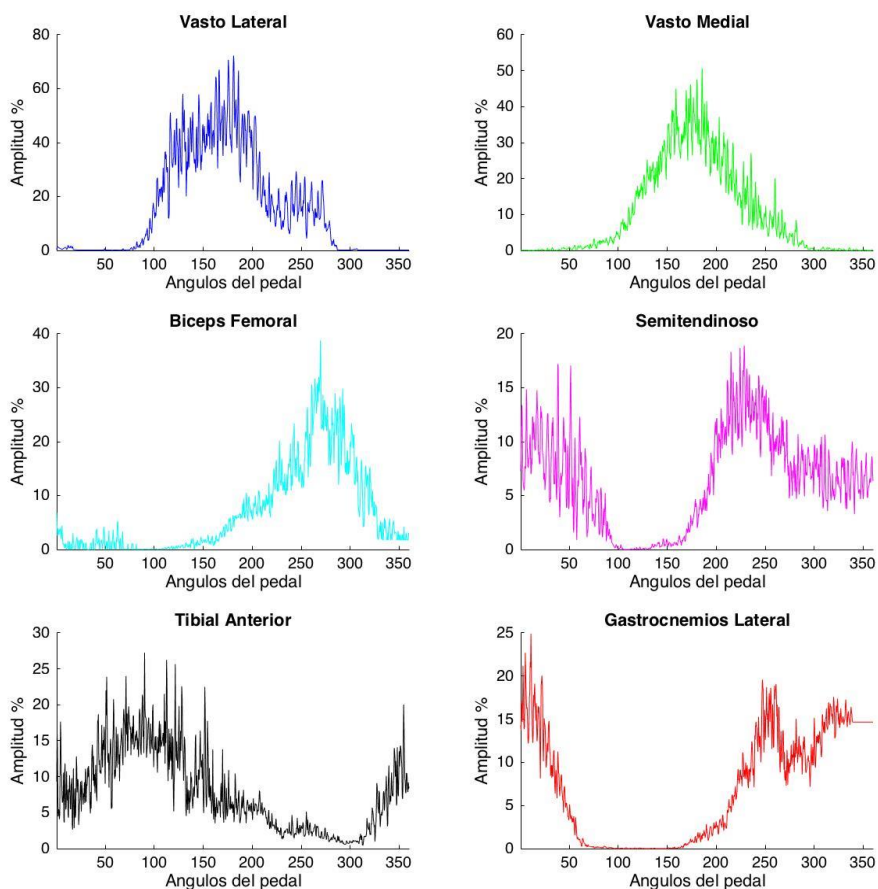 Vasto Lateral
80
60
40
20
0
Amplitud %
50 100 150 200 250 300 350
Angulos del pedal
Vasto Medial
60
50
40
30
20
10
0
Amplitud %
50 100 150 200 250 300 350
Angulos del pedal
Biceps Femoral
40
30
20
10
0
Amplitud %
50 100 150 200 250 300 350
Angulos del pedal
Semitendinoso
20
15
10
5
0
Amplitud %
50 100 150 200 250 300 350
Angulos del pedal
Tibial Anterior
30
25
20
15
10
5
0
Amplitud %
50 100 150 200 250 300 350
Angulos del pedal
Gastrocnemios Lateral
25
20
15
10
5
0
Amplitud %
50 100 150 200 250 300 350
Angulos del pedal